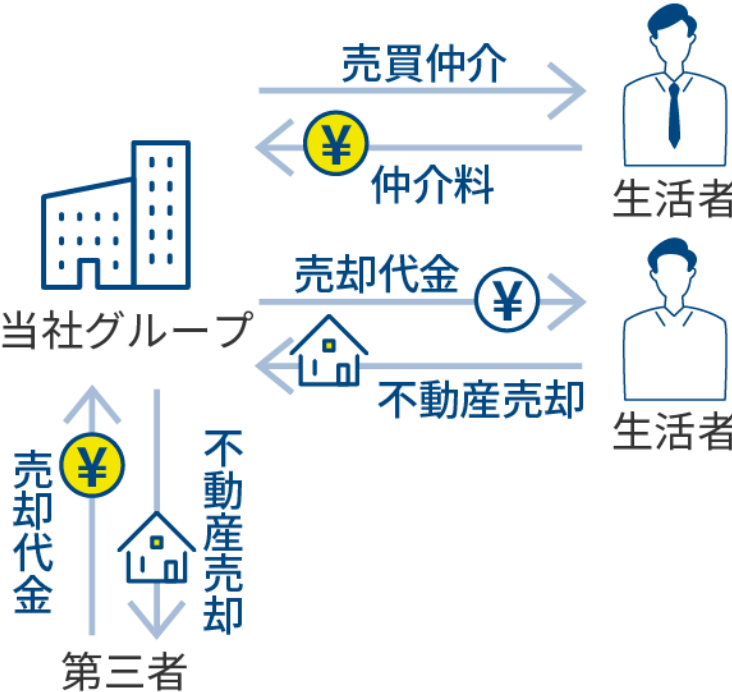 売買仲介
¥
仲介料
生活者
売却代金
¥
当社グループ
不動産売却
生活者
売却代金
¥
不動産売却
第三者